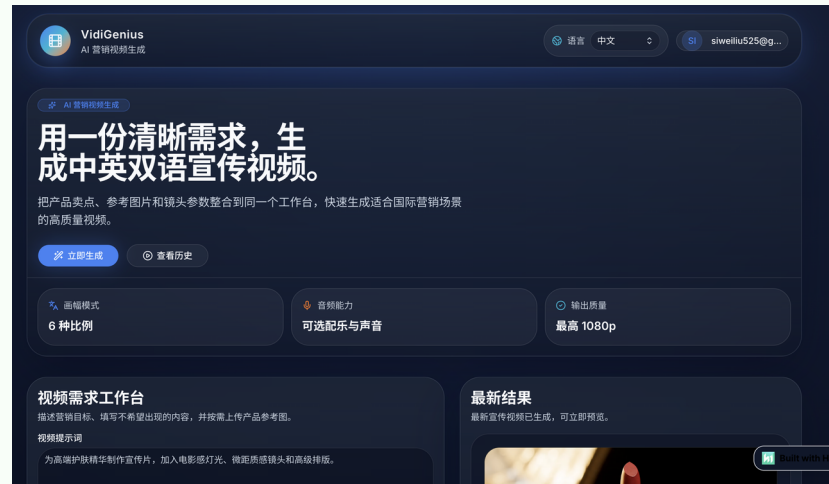 VidiGenius
AI 营销视频生成
语言
中文
SI
siweiliu525@g...
AI 营销视频生成
用一份清晰需求，生
成中英双语宣传视频。
把产品卖点、参考图片和镜头参数整合到同一个工作台，快速生成适合国际营销场景
的高质量视频。
立即生成
查看历史
画幅模式
6 种比例
音频能力
可选配乐与声音
输出质量
最高 1080p
视频需求工作台
描述营销目标、填写不希望出现的内容，并按需上传产品参考图。
视频提示词
为高端护肤精华制作宣传片，加入电影感灯光、微距质感镜头和高级排版。
最新结果
最新宣传视频已生成，可立即预览。
Built with H